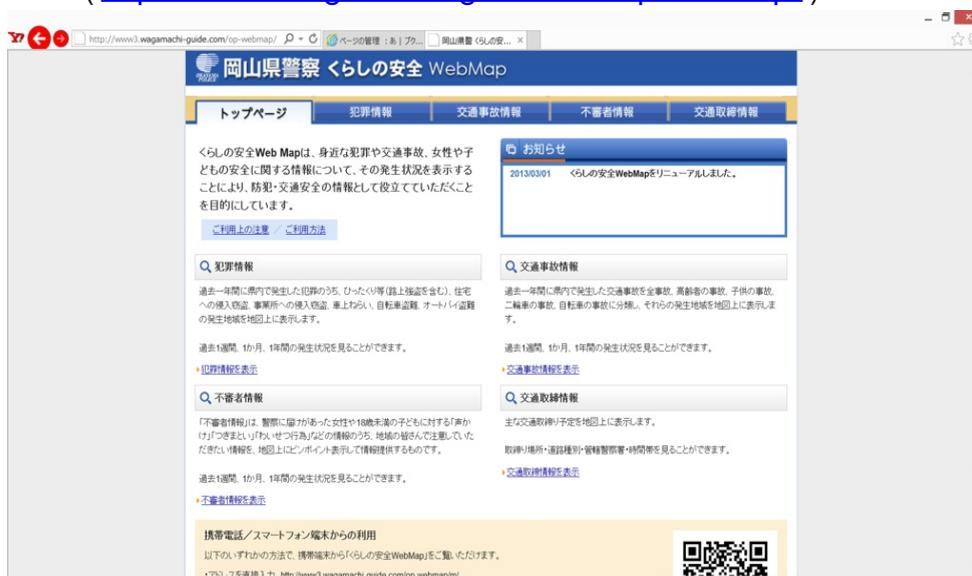 http://www3.wagamachi-guide.com/op-webmap/
ページの管理 : あ | ブロ...
岡山県警 くらしの安...
岡山県警察 くらしの安全 WebMap
トップページ
犯罪情報
交通事故情報
不審者情報
交通取締情報
くらしの安全Web Mapは、身近な犯罪や交通事故、女性や子
どもの安全に関する情報について、その発生状況を表示する
ことにより、防犯・交通安全の情報として役立てていただくこと
を目的にしています。
ご利用上の注意 / ご利用方法
お知らせ
2013/03/01 くらしの安全WebMapをリニューアルしました。
犯罪情報
過去一年間に県内で発生した犯罪のうち、ひったくり等(路上強盗を含む)、住宅
への侵入窃盗、事業所への侵入窃盗、車上ねらい、自転車盗難、オートバイ盗難
の発生地域を地図上に表示します。
過去1週間、1か月、1年間の発生状況を見ることができます。
犯罪情報を表示
交通事故情報
過去一年間に県内で発生した交通事故を全事故、高齢者の事故、子供の事故、
二輪車の事故、自転車の事故に分類し、それらの発生地域を地図上に表示しま
す。
過去1週間、1か月、1年間の発生状況を見ることができます。
交通事故情報を表示
不審者情報
「不審者情報」は、警察に届けがあった女性や18歳未満の子どもに対する「声か
け」「つきまとい」「わいせつ行為」などの情報のうち、地域の皆さんで注意していた
だきたい情報を、地図上にピンポイント表示して情報提供するものです。
過去1週間、1か月、1年間の発生状況を見ることができます。
不審者情報を表示
交通取締情報
主な交通取締り予定を地図上に表示します。
取締り場所・道路種別・管轄警察署・時間帯を見ることができます。
交通取締情報を表示
携帯電話/スマートフォン端末からの利用
以下のいずれかの方法で、携帯端末から「くらしの安全WebMap」をご覧いただけます。